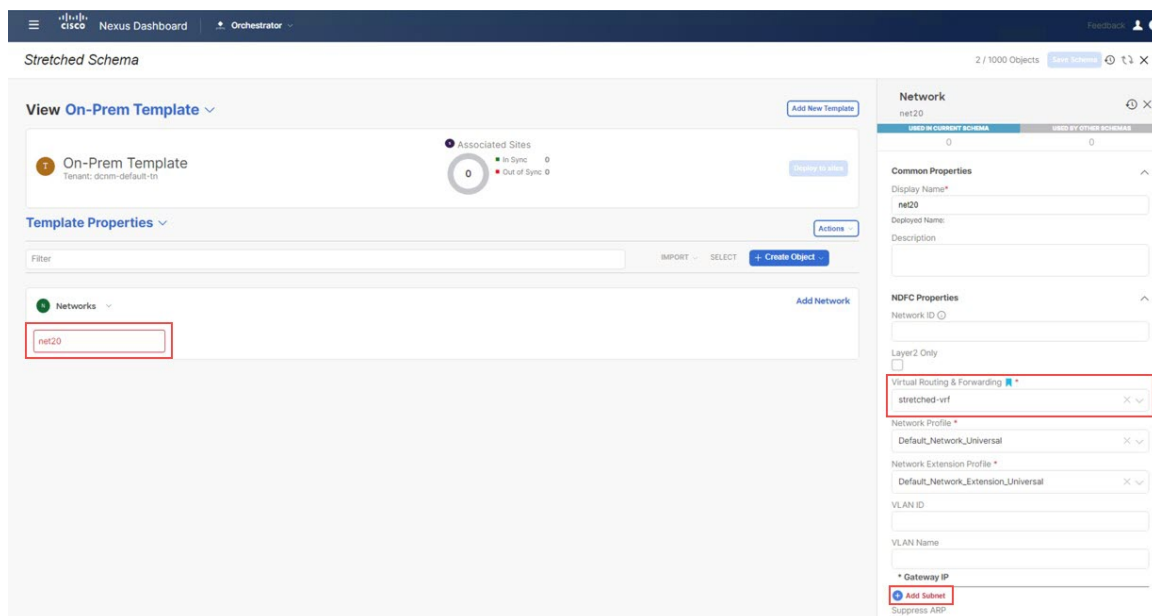 cisco Nexus Dashboard Orchestrator Feedback
Stretched Schema 2 / 1000 Objects Save Schema
View On-Prem Template Add New Template
T On-Prem Template
Tenant: dcnm-default-tn
Associated Sites
0
In Sync 0
Out of Sync 0
Deploy to sites
Template Properties Actions
Filter IMPORT SELECT + Create Object
N Networks Add Network
net20
Network
net20
USED IN CURRENT SCHEMA USED BY OTHER SCHEMAS
0 0
Common Properties
Display Name*
net20
Deployed Name:
Description
NDFC Properties
Network ID
Layer2 Only
Virtual Routing & Forwarding *
stretched-vrf
Network Profile *
Default_Network_Universal
Network Extension Profile *
Default_Network_Extension_Universal
VLAN ID
VLAN Name
* Gateway IP
Add Subnet
Suppress ARP